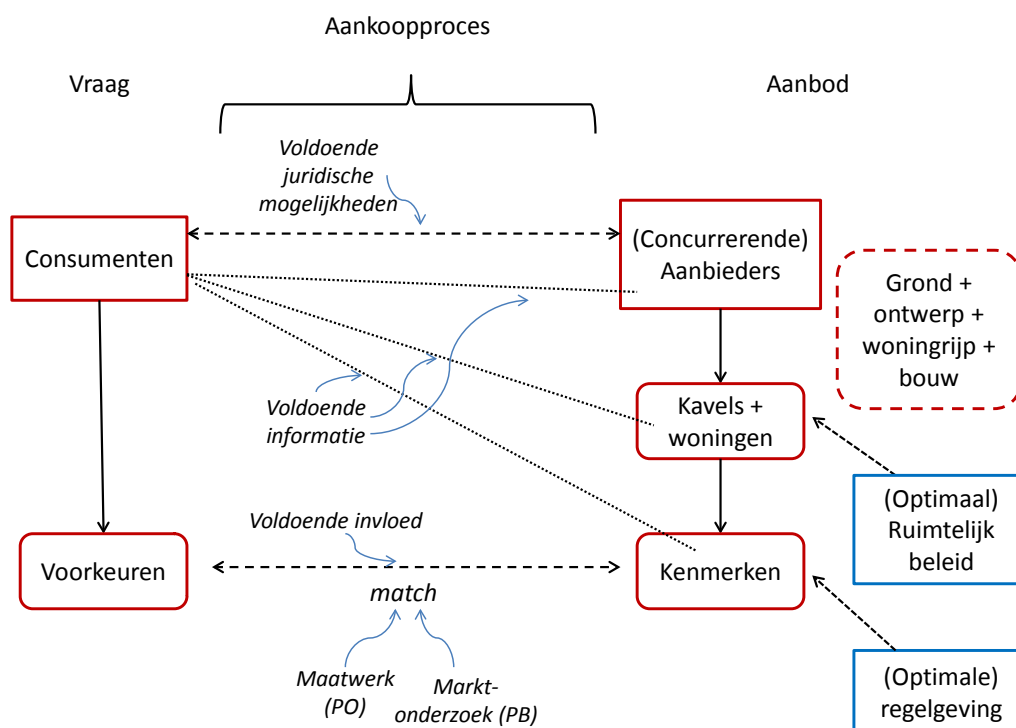 Aankoopproces
Vraag
Aanbod
Voldoende
juridische
mogelijkheden
Consumenten
(Concurrerende)
Aanbieders
Grond +
ontwerp +
woningrijp +
bouw
Voldoende
informatie
Kavels +
woningen
(Optimaal)
Ruimtelijk
beleid
Voldoende invloed
Voorkeuren
Kenmerken
match
Maatwerk
(PO)
Markt-
onderzoek (PB)
(Optimale)
regelgeving